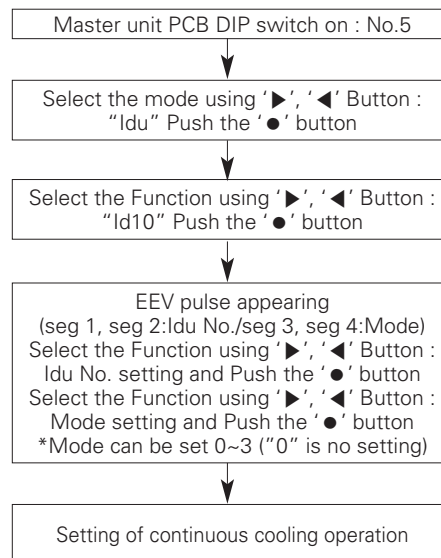 Master unit PCB DIP switch on : No.5
Select the mode using ‘▶’, ‘◀’ Button :
“Idu” Push the ‘●’ button
Select the Function using ‘▶’, ‘◀’ Button :
“Id10” Push the ‘●’ button
EEV pulse appearing
(seg 1, seg 2:Idu No./seg 3, seg 4:Mode)
Select the Function using ‘▶’, ‘◀’ Button :
Idu No. setting and Push the ‘●’ button
Select the Function using ‘▶’, ‘◀’ Button :
Mode setting and Push the ‘●’ button
*Mode can be set 0~3 ("0" is no setting)
Setting of continuous cooling operation